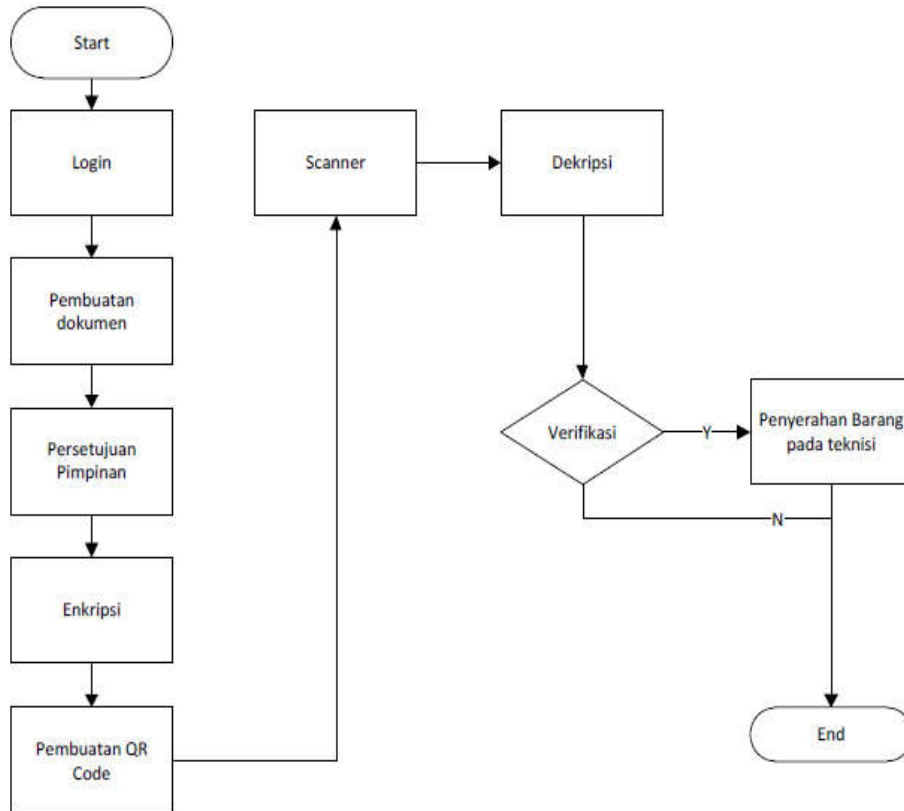 Start
Login
Pembuatan
dokumen
Persetujuan
Pimpinan
Enkripsi
Pembuatan QR
Code
Scanner
Dekripsi
Verifikasi
Y
Penyerahan Barang
pada teknisi
N
End